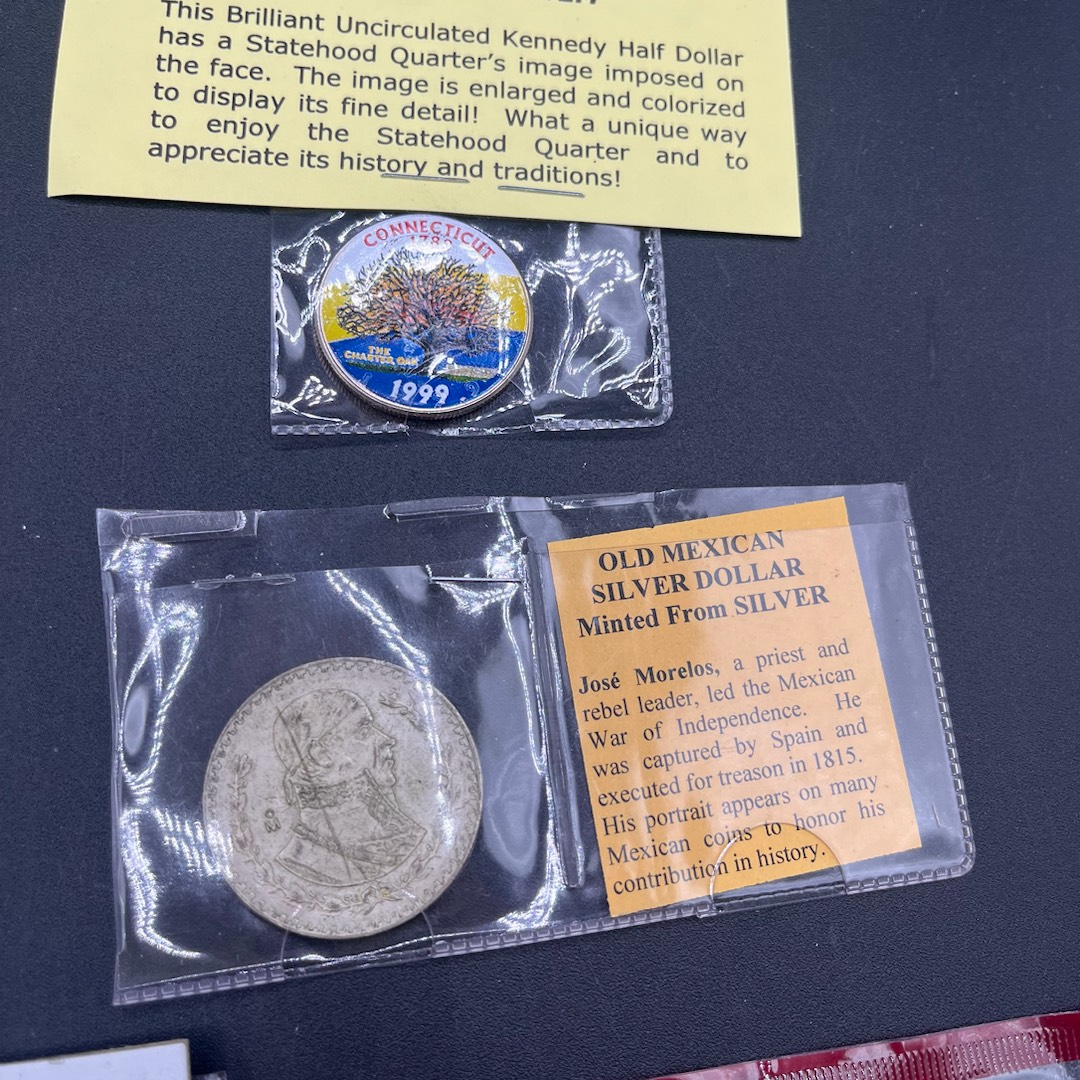 This Brilliant Uncirculated Kennedy Half Dollar
has a Statehood Quarter's image imposed on
the face. The image is enlarged and colorized
to display its fine detail! What a unique way
to enjoy the Statehood Quarter and to
appreciate its history and traditions!
CONNECTICUT
1788
THE
CHARTER OAK
1999
OLD MEXICAN
SILVER DOLLAR
Minted From SILVER
José Morelos, a priest and
rebel leader, led the Mexican
War of Independence. He
was captured by Spain and
executed for treason in 1815.
His portrait appears on many
Mexican coins to honor his
contribution in history.